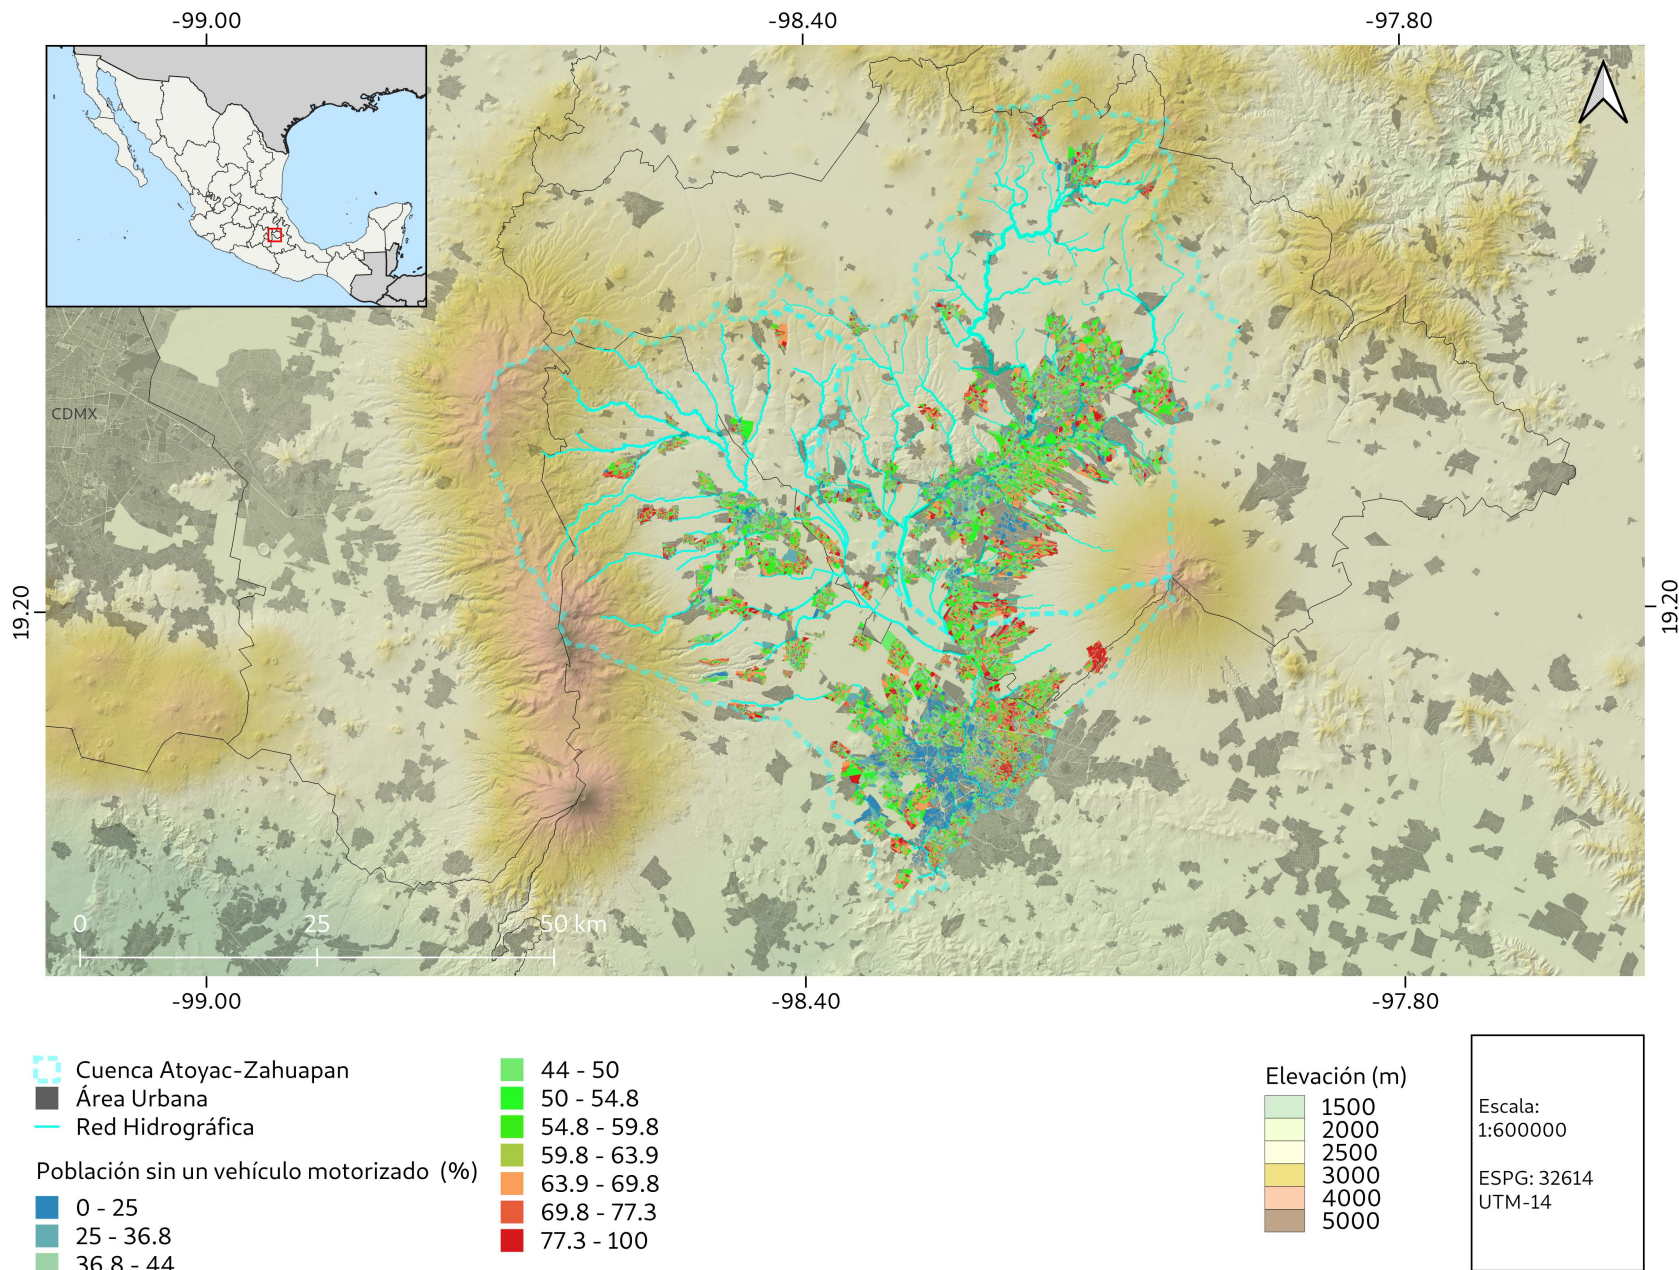 -99.00
-98.40
-97.80
CDMX
19.20
19.20
0
25
50 km
-99.00
-98.40
-97.80
Cuenca Atoyac-Zahuapan
Área Urbana
Red Hidrográfica
Población sin un vehículo motorizado (%)
0 - 25
25 - 36.8
36.8 - 44
44 - 50
50 - 54.8
54.8 - 59.8
59.8 - 63.9
63.9 - 69.8
69.8 - 77.3
77.3 - 100
Elevación (m)
1500
2000
2500
3000
4000
5000
Escala:
1:600000
ESPG: 32614
UTM-14